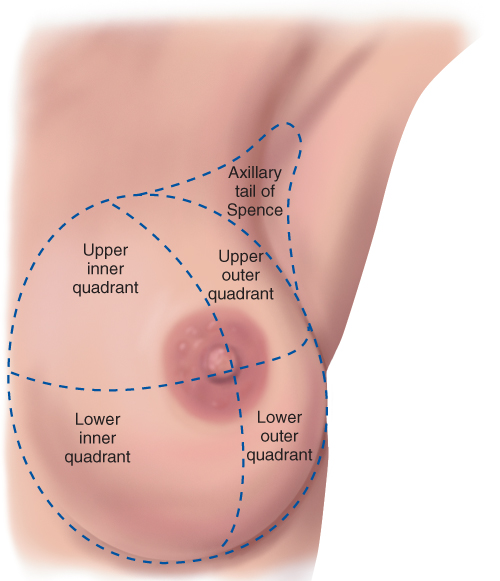 Axillary
tail of
Spence
Upper
inner
quadrant
Upper
outer
quadrant
Lower
inner
quadrant
Lower
outer
quadrant